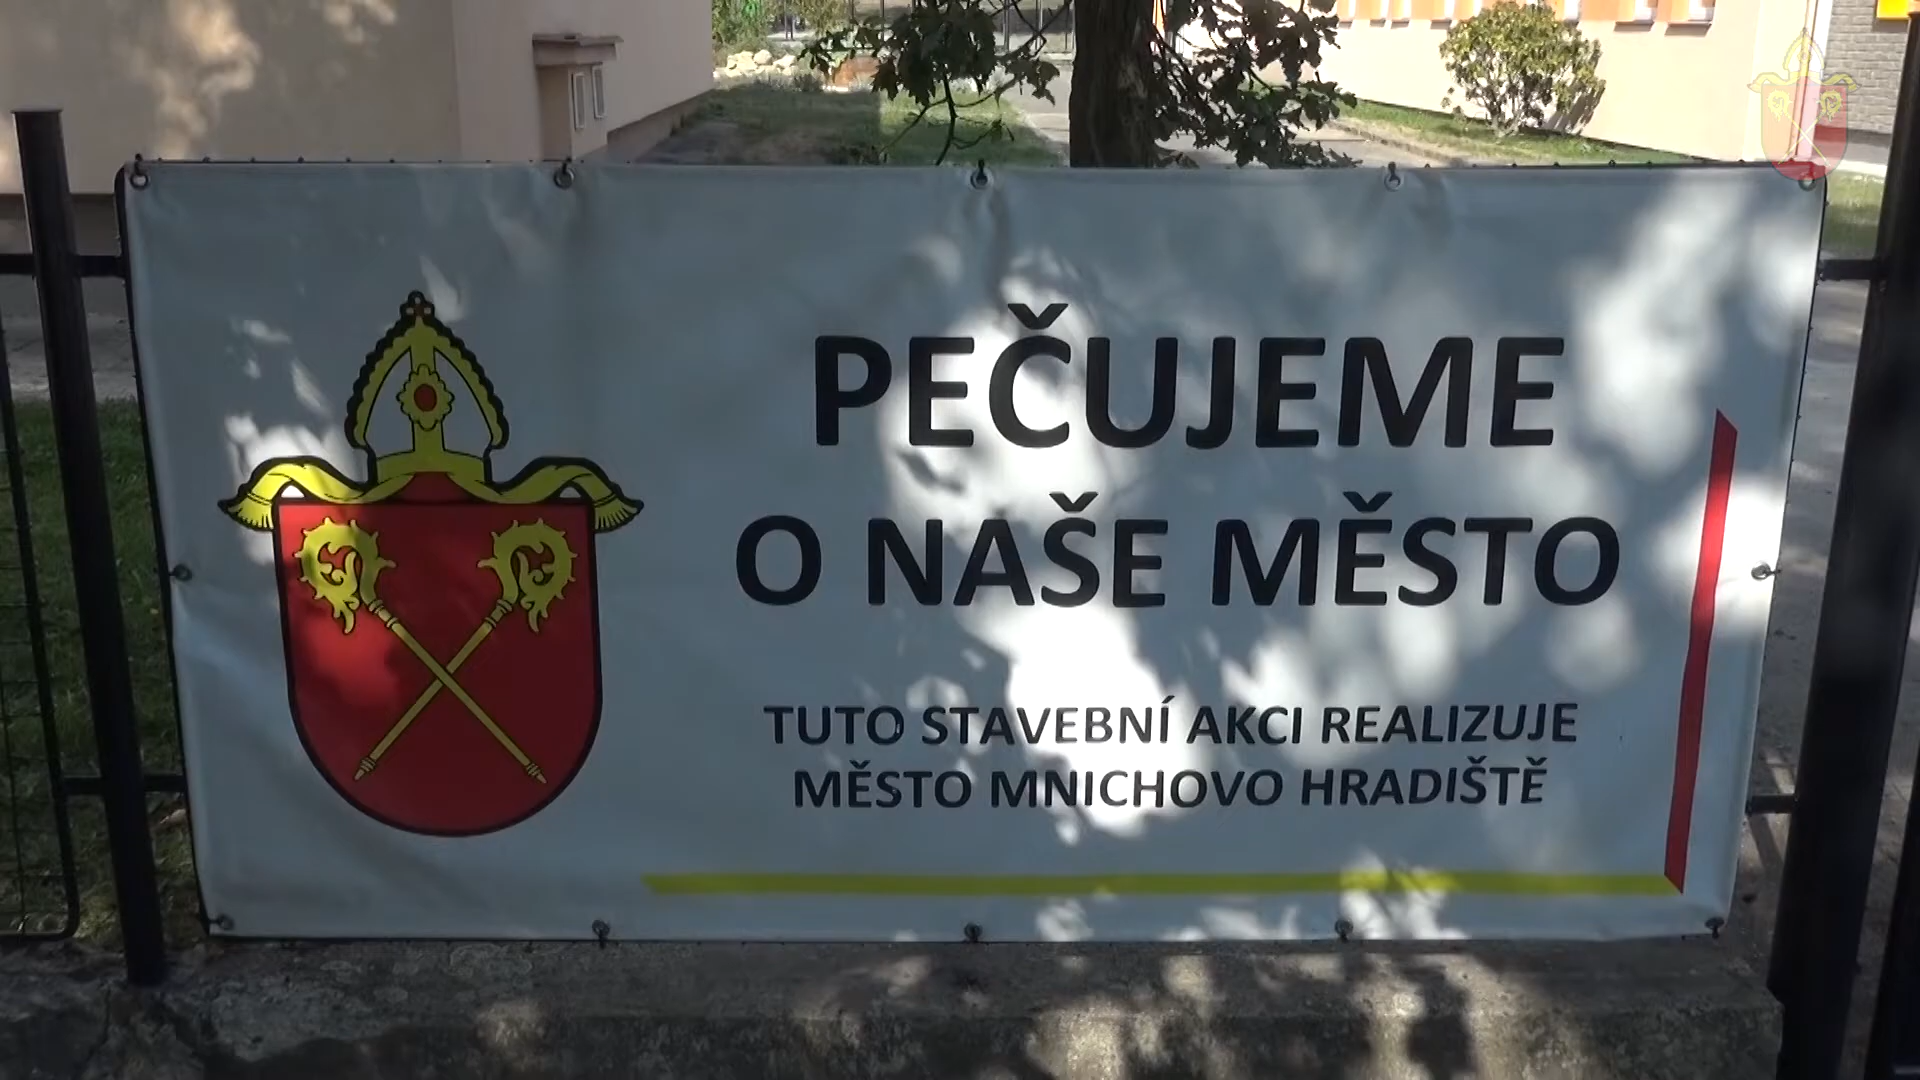 PEČUJEME
O NAŠE MĚSTO
TUTO STAVEBNÍ AKCI REALIZUJE
MĚSTO MNICHOVO HRADIŠTĚ